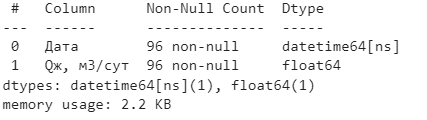 #   Column      Non-Null Count  Dtype
---  ------      --------------  -----
0   Дата        96 non-null     datetime64[ns]
1   Qж, м3/сут  96 non-null     float64
dtypes: datetime64[ns](1), float64(1)
memory usage: 2.2 KB